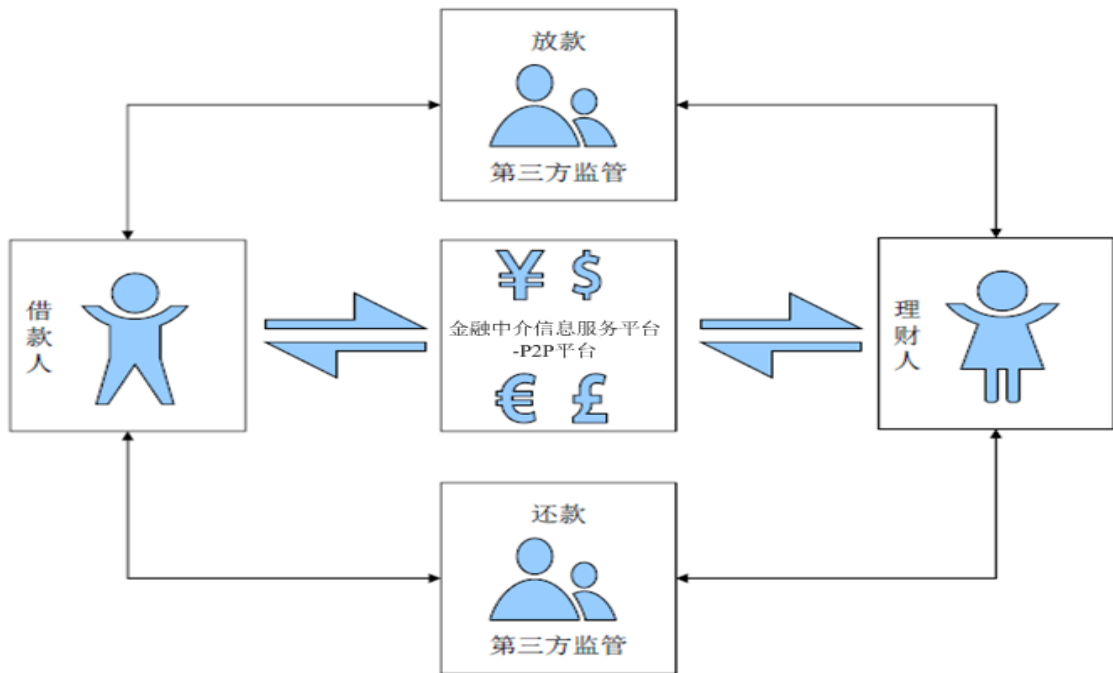 放款
第三方监管
借款人
¥ $
金融中介信息服务平台
-P2P平台
€ £
理财人
还款
第三方监管